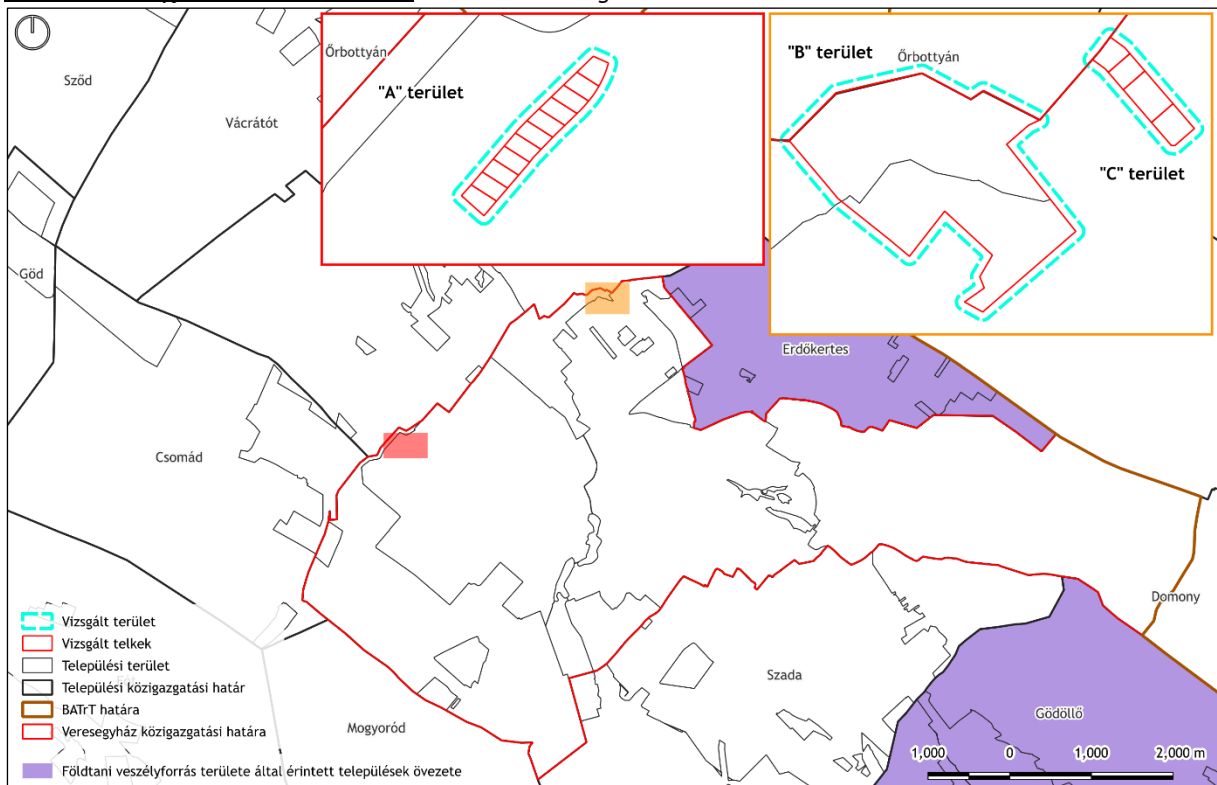 Őrbottyán
"A" terület
"B" terület
Őrbottyán
"C" terület
Sződ
Vácrátót
Göd
Erdőkertes
Csomád
Domony
Szada
Mogyoród
Gödöllő
Vizsgált terület
Vizsgált telkek
Települési terület
Települési közigazgatási határ
BATrT határa
Veresegyház közigazgatási határa
Földtani veszélyforrás területe által érintett települések övezete
1,000 0 1,000 2,000 m